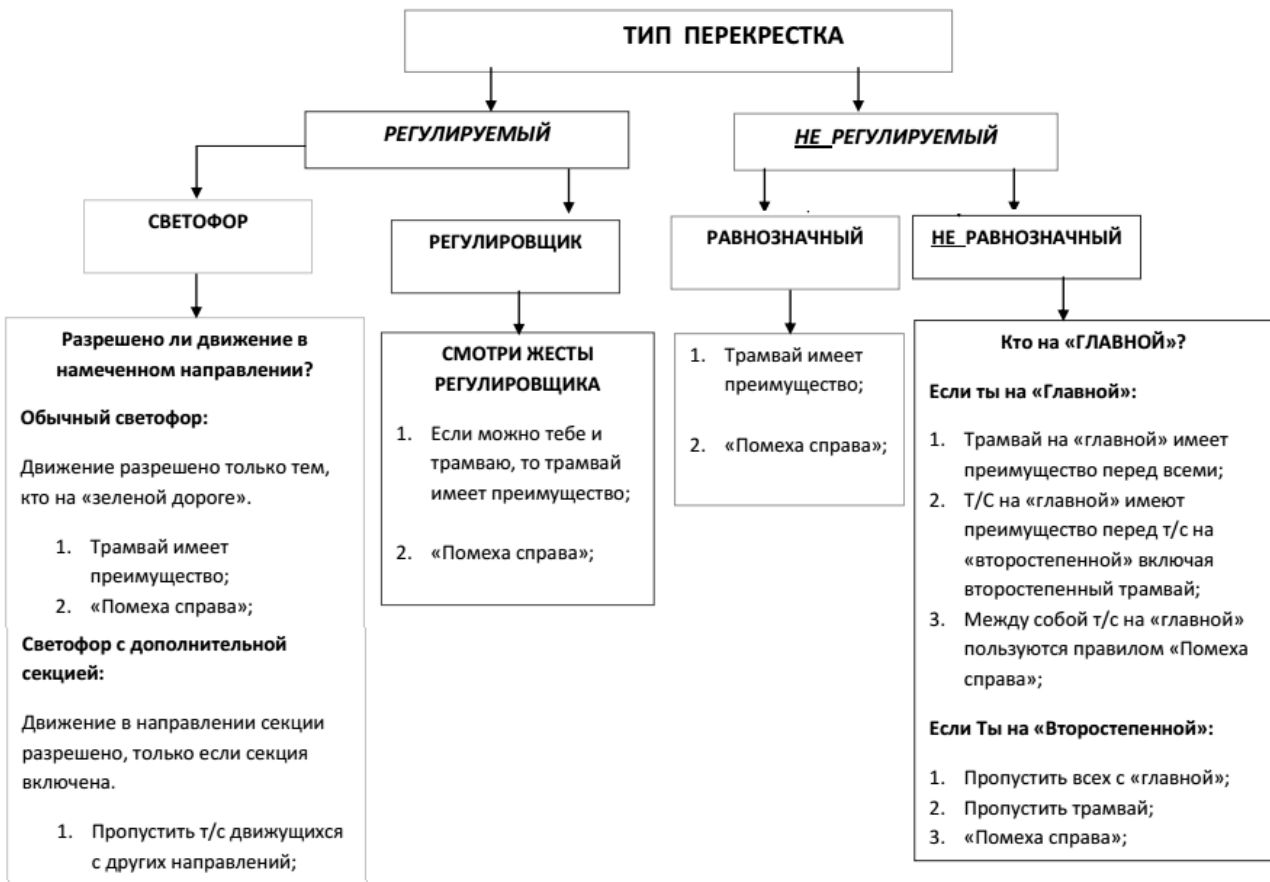 ТИП ПЕРЕКРЕСТКА
РЕГУЛИРУЕМЫЙ
НЕ РЕГУЛИРУЕМЫЙ
СВЕТОФОР
РЕГУЛИРОВЩИК
РАВНОЗНАЧНЫЙ
НЕ РАВНОЗНАЧНЫЙ
Разрешено ли движение в
намеченном направлении?
Обычный светофор:
Движение разрешено только тем,
кто на «зеленой дороге».
1. Трамвай имеет
преимущество;
2. «Помеха справа»;
Светофор с дополнительной
секцией:
Движение в направлении секции
разрешено, только если секция
включена.
1. Пропустить т/с движущихся
с других направлений;
СМОТРИ ЖЕСТЫ
РЕГУЛИРОВЩИКА
1. Если можно тебе и
трамваю, то трамвай
имеет преимущество;
2. «Помеха справа»;
1. Трамвай имеет
преимущество;
2. «Помеха справа»;
Кто на «ГЛАВНОЙ»?
Если ты на «Главной»:
1. Трамвай на «главной» имеет
преимущество перед всеми;
2. Т/С на «главной» имеют
преимущество перед т/с на
«второстепенной» включая
второстепенный трамвай;
3. Между собой т/с на «главной»
пользуются правилом «Помеха
справа»;
Если Ты на «Второстепенной»:
1. Пропустить всех с «главной»;
2. Пропустить трамвай;
3. «Помеха справа»;